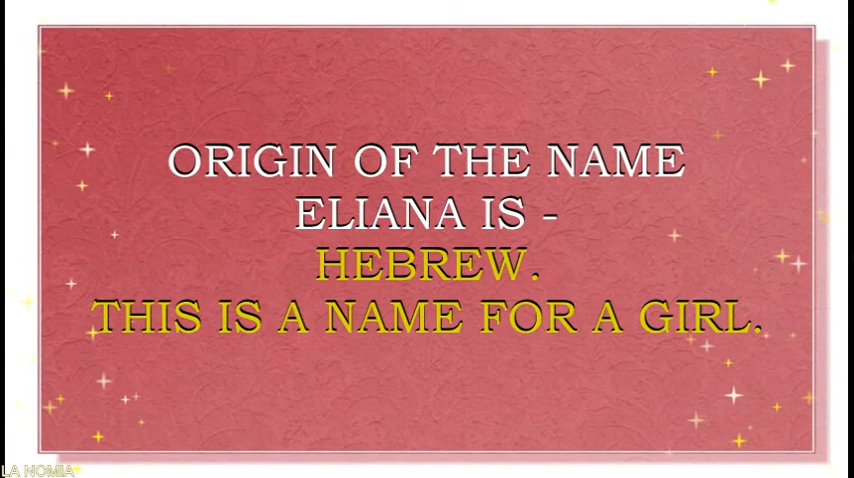 ORIGIN OF THE NAME
ELIANA IS -
HEBREW.
THIS IS A NAME FOR A GIRL.
LA NOMIA